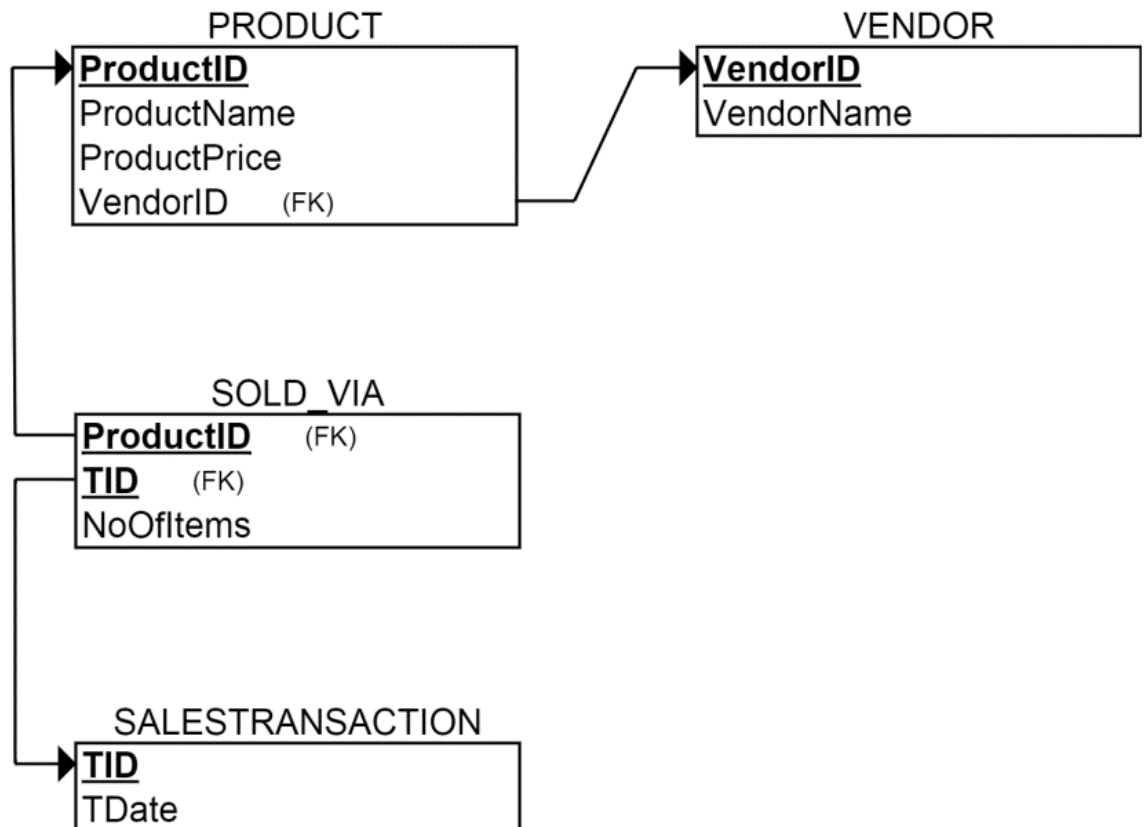 PRODUCT
ProductID
ProductName
ProductPrice
VendorID (FK)
VENDOR
VendorID
VendorName
SOLD_VIA
ProductID (FK)
TID (FK)
NoOfItems
SALESTRANSACTION
TID
TDate